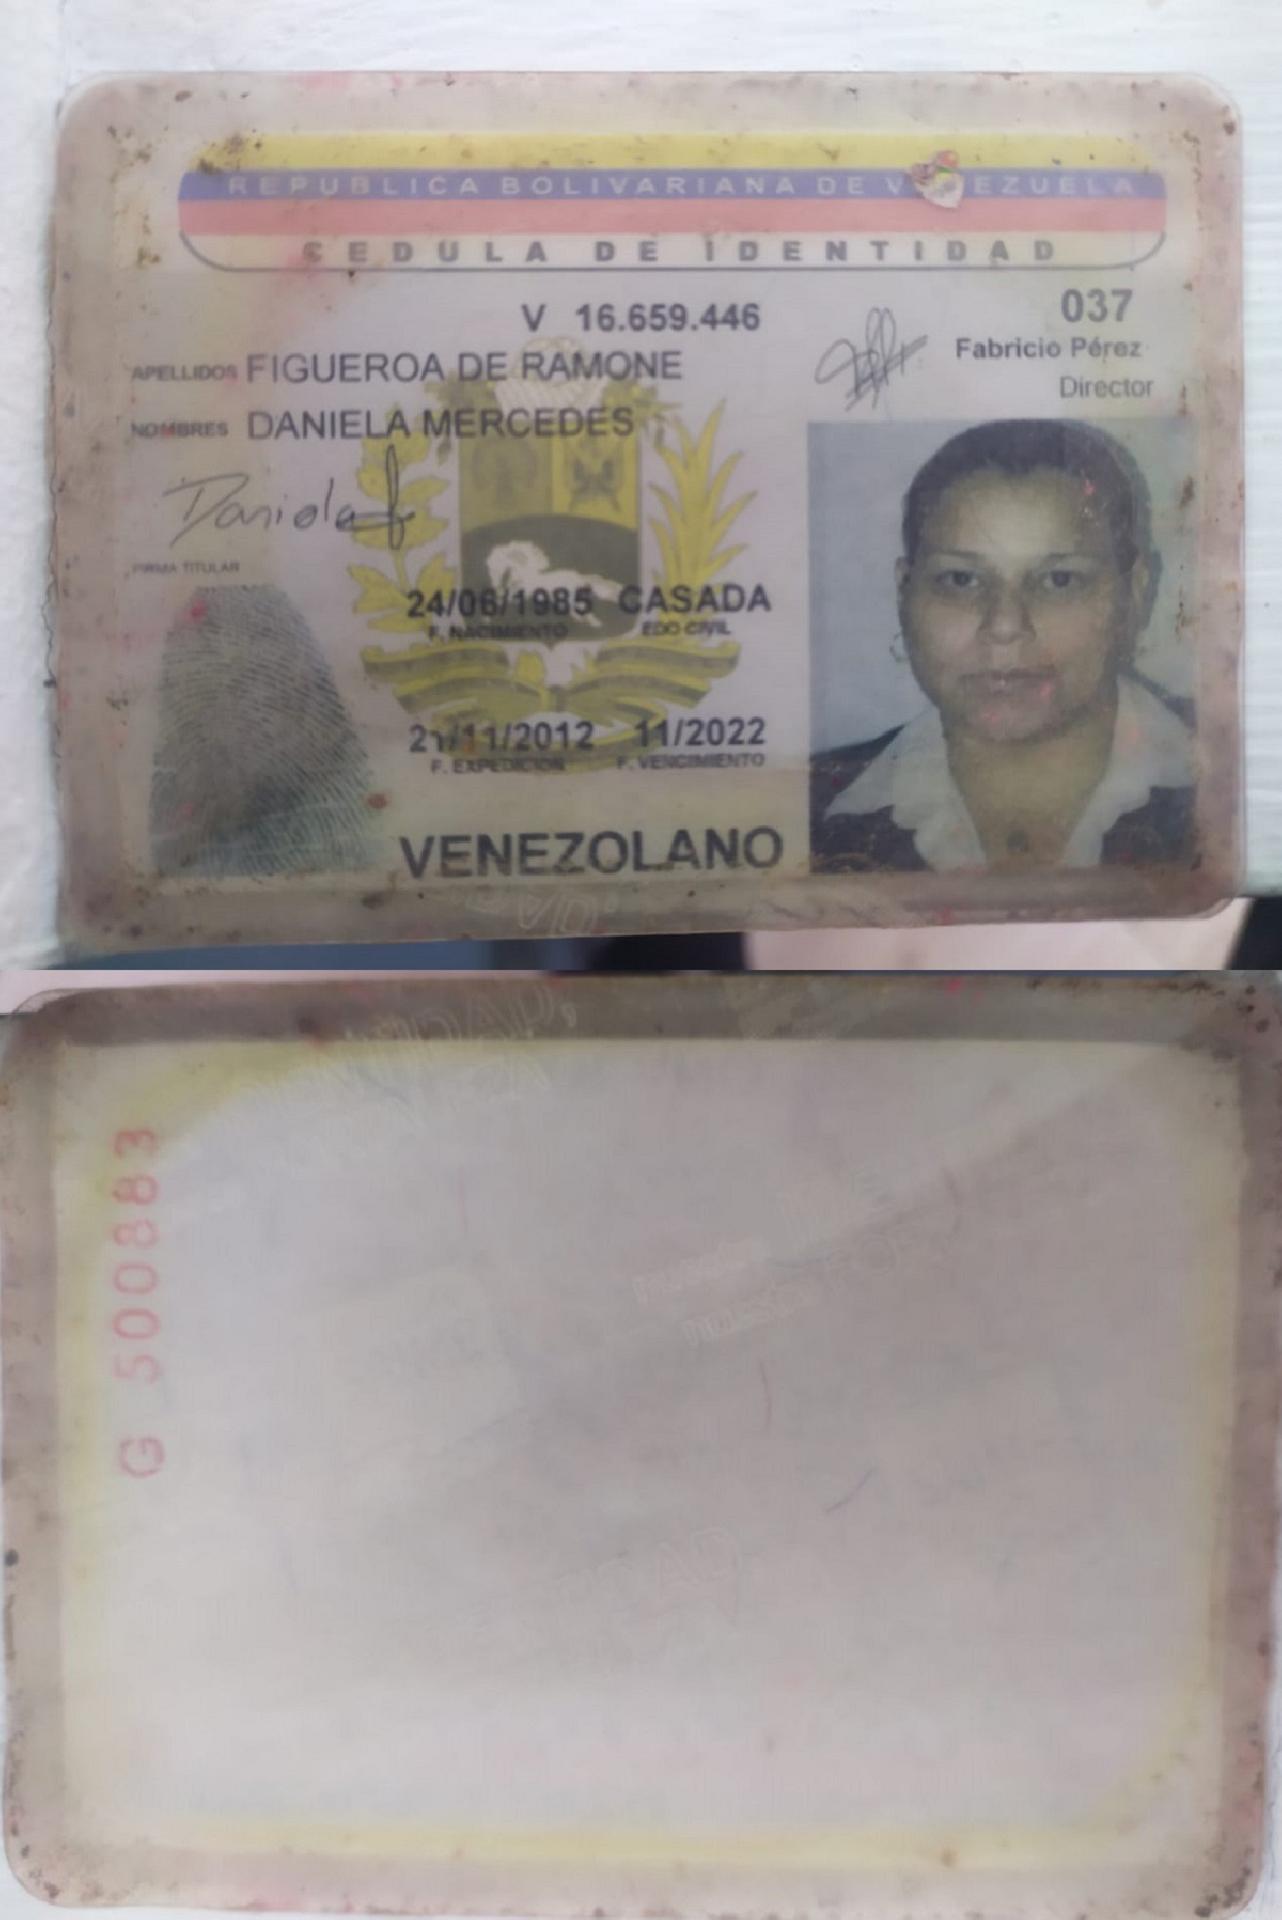 REPUBLICA BOLIVARIANA DE V EZUELA
CEDULA DE IDENTIDAD
V 16.659.446
037
Fabricio Pérez
Director
APELLIDOS FIGUEROA DE RAMONE
NOMBRES DANIELA MERCEDES
Daniela
FIRMA TITULAR
24/06/1985 CASADA
F. NACIMIENTO EDO CIVIL
21/11/2012 11/2022
F. EXPEDICION F. VENCIMIENTO
VENEZOLANO
G 500883